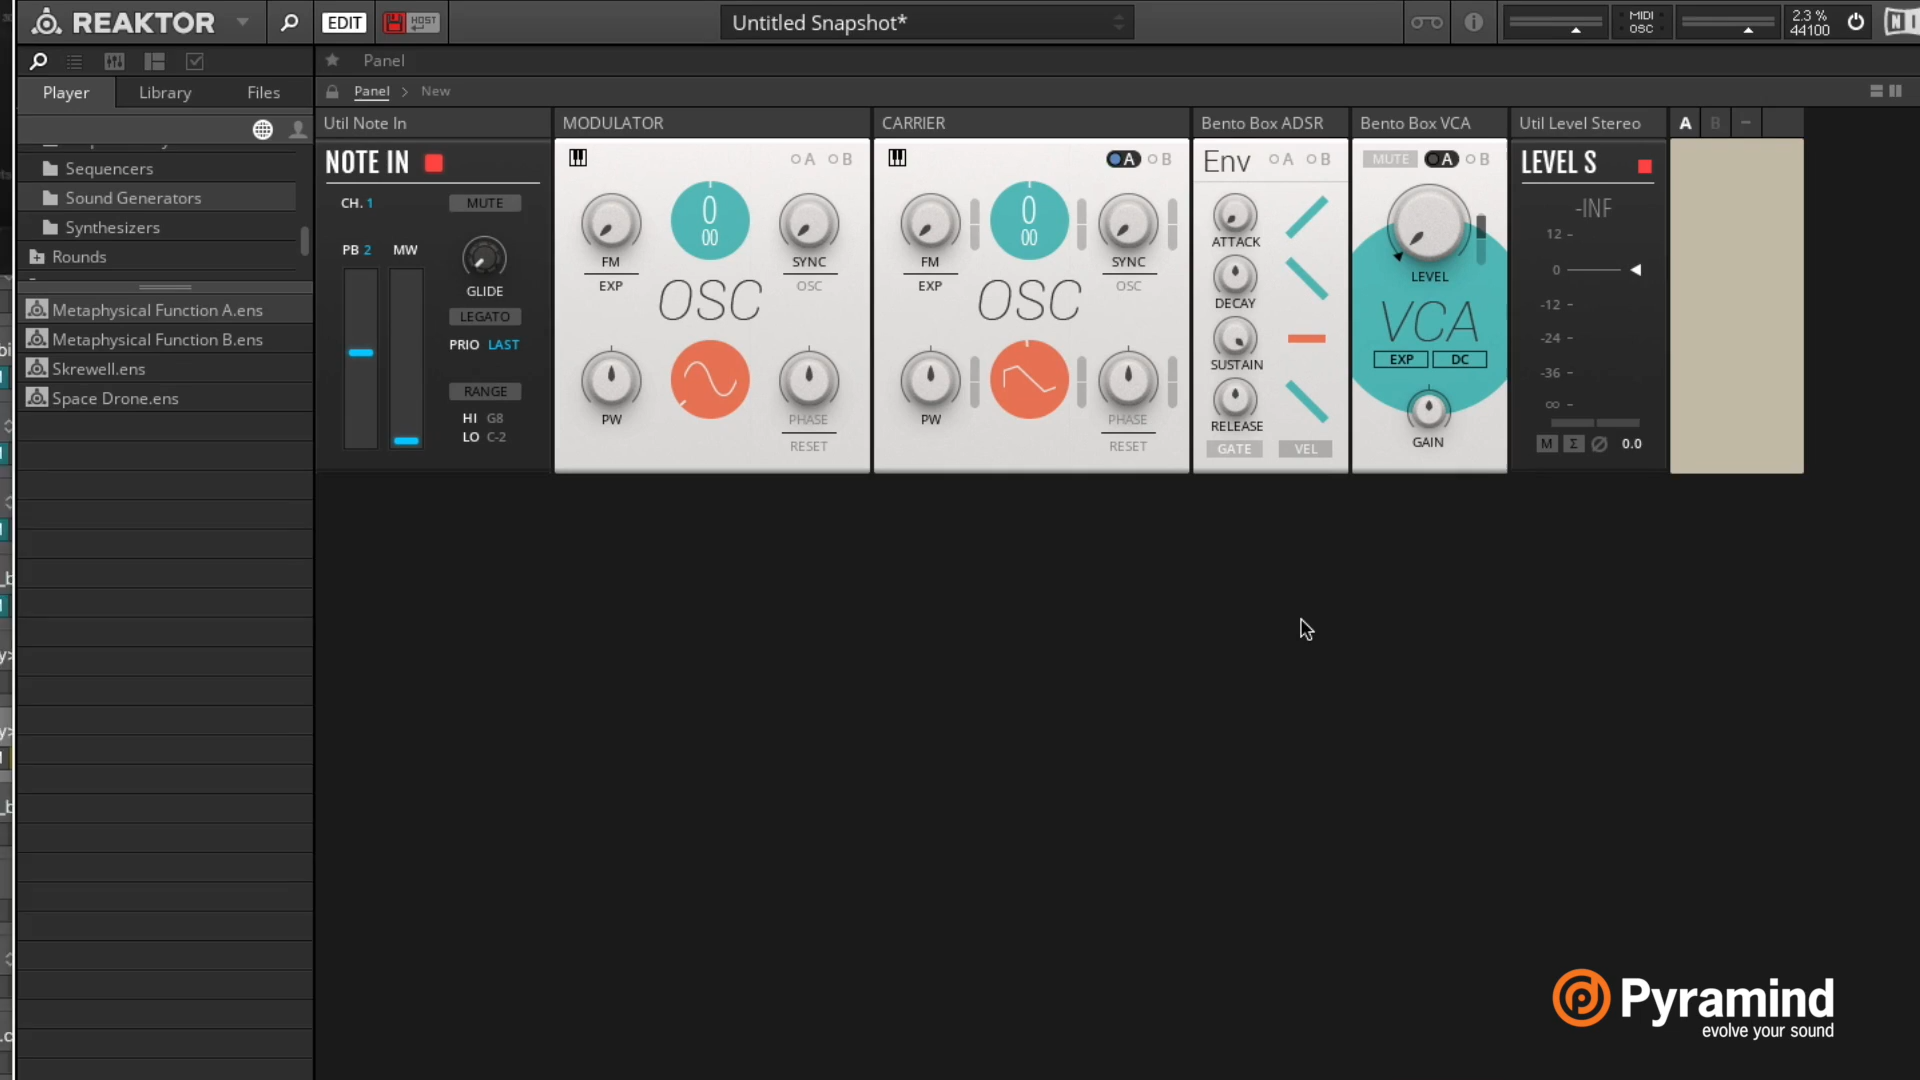 REAKTOR
EDIT
HOST
Untitled Snapshot*
MIDI
OSC
2.3 %
44100
Panel
Player
Library
Files
Panel > New
Sequencers
Sound Generators
Synthesizers
Rounds
Metaphysical Function A.ens
Metaphysical Function B.ens
Skrewell.ens
Space Drone.ens
Util Note In
NOTE IN
CH. 1
MUTE
PB 2
MW
GLIDE
LEGATO
PRIO LAST
RANGE
HI G8
LO C-2
MODULATOR
A B
0
00
FM
EXP
SYNC
OSC
OSC
PW
PHASE
RESET
CARRIER
A B
0
00
FM
EXP
SYNC
OSC
OSC
PW
PHASE
RESET
Bento Box ADSR
Env A B
ATTACK
DECAY
SUSTAIN
RELEASE
GATE VEL
Bento Box VCA
MUTE A B
LEVEL
VCA
EXP DC
GAIN
Util Level Stereo
LEVEL S
-INF
12 -
0
-12 -
-24 -
-36 -
∞ -
M Σ Ø 0.0
A B –
Pyramind
evolve your sound